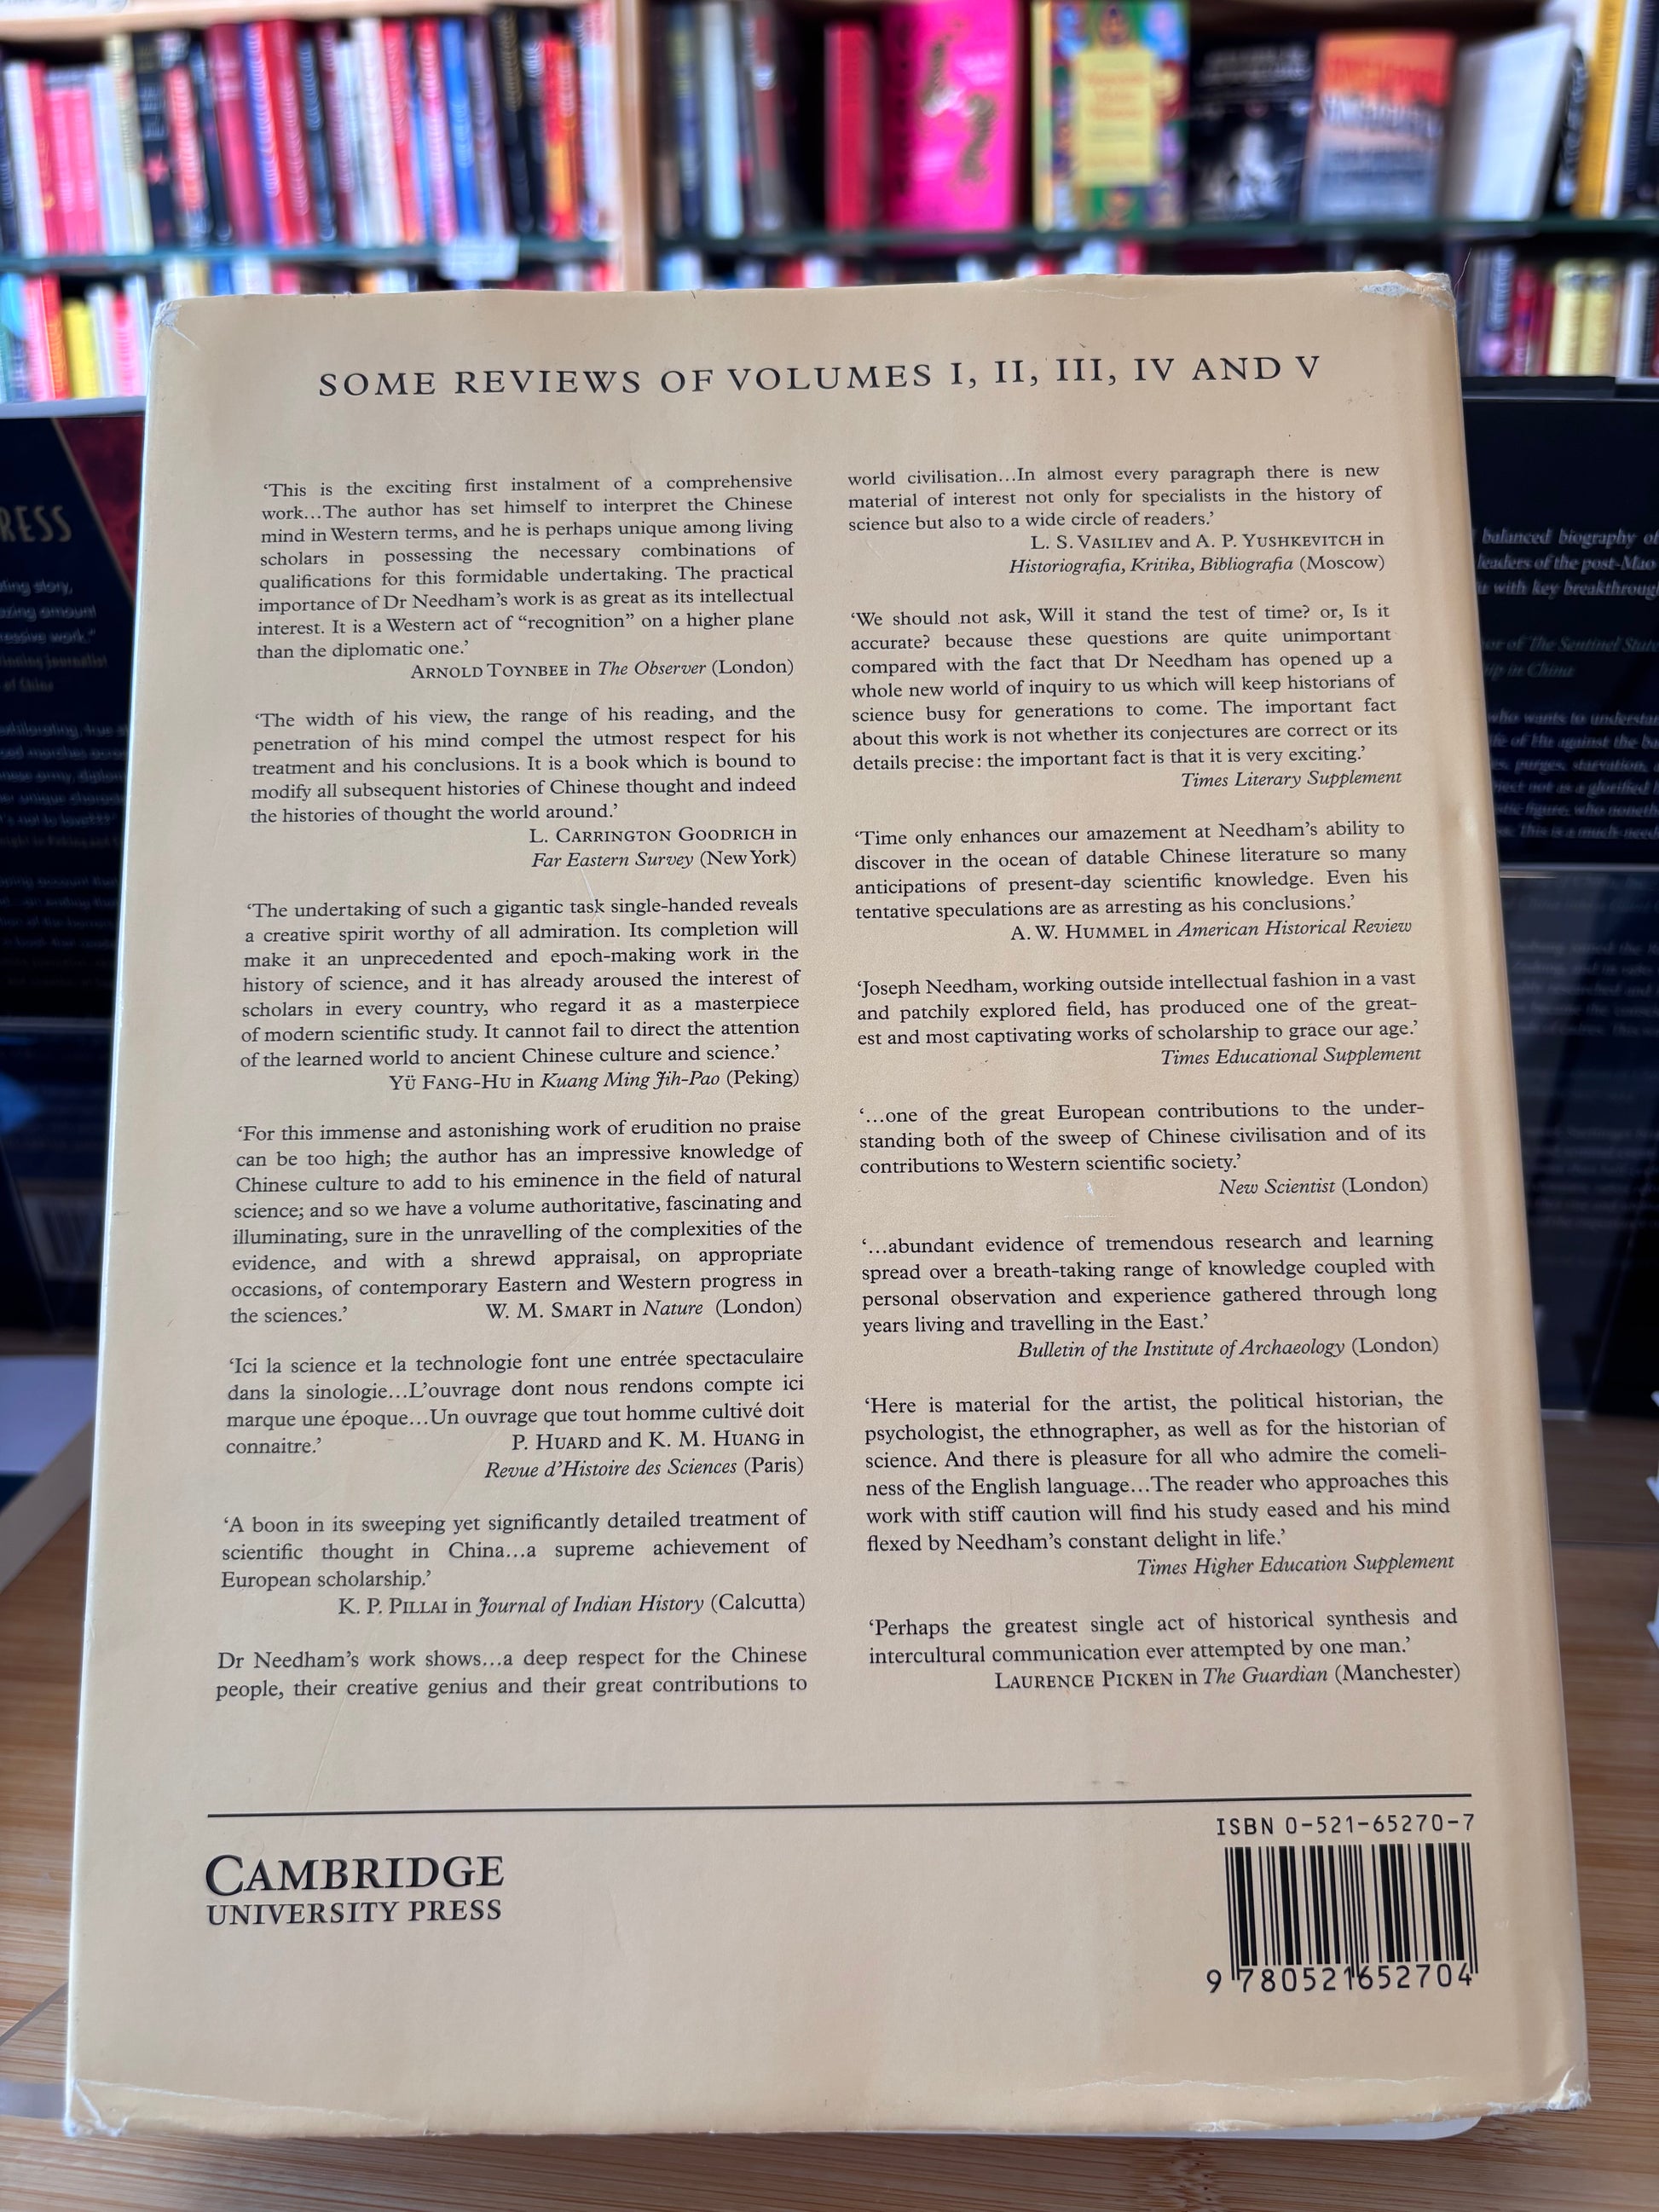 SOME REVIEWS OF VOLUMES I, II, III, IV AND V
‘This is the exciting first instalment of a comprehensive
work...The author has set himself to interpret the Chinese
mind in Western terms, and he is perhaps unique among living
scholars in possessing the necessary combinations of
qualifications for this formidable undertaking. The practical
importance of Dr Needham’s work is as great as its intellectual
interest. It is a Western act of “recognition” on a higher plane
than the diplomatic one.’
ARNOLD TOYNBEE in The Observer (London)
‘The width of his view, the range of his reading, and the
penetration of his mind compel the utmost respect for his
treatment and his conclusions. It is a book which is bound to
modify all subsequent histories of Chinese thought and indeed
the histories of thought the world around.’
L. CARRINGTON GOODRICH in
Far Eastern Survey (New York)
‘The undertaking of such a gigantic task single-handed reveals
a creative spirit worthy of all admiration. Its completion will
make it an unprecedented and epoch-making work in the
history of science, and it has already aroused the interest of
scholars in every country, who regard it as a masterpiece
of modern scientific study. It cannot fail to direct the attention
of the learned world to ancient Chinese culture and science.’
YÜ FANG-HU in Kuang Ming Jih-Pao (Peking)
‘For this immense and astonishing work of erudition no praise
can be too high; the author has an impressive knowledge of
Chinese culture to add to his eminence in the field of natural
science; and so we have a volume authoritative, fascinating and
illuminating, sure in the unravelling of the complexities of the
evidence, and with a shrewd appraisal, on appropriate
occasions, of contemporary Eastern and Western progress in
the sciences.’ W. M. SMART in Nature (London)
‘Ici la science et la technologie font une entrée spectaculaire
dans la sinologie...L’ouvrage dont nous rendons compte ici
marque une époque...Un ouvrage que tout homme cultivé doit
connaitre.’ P. HUARD and K. M. HUANG in
Revue d’Histoire des Sciences (Paris)
‘A boon in its sweeping yet significantly detailed treatment of
scientific thought in China...a supreme achievement of
European scholarship.’
K. P. PILLAI in Journal of Indian History (Calcutta)
Dr Needham’s work shows...a deep respect for the Chinese
people, their creative genius and their great contributions to
world civilisation...In almost every paragraph there is new
material of interest not only for specialists in the history of
science but also to a wide circle of readers.’
L. S. VASILIEV and A. P. YUSHKEVITCH in
Historiografia, Kritika, Bibliografia (Moscow)
‘We should not ask, Will it stand the test of time? or, Is it
accurate? because these questions are quite unimportant
compared with the fact that Dr Needham has opened up a
whole new world of inquiry to us which will keep historians of
science busy for generations to come. The important fact
about this work is not whether its conjectures are correct or its
details precise: the important fact is that it is very exciting.’
Times Literary Supplement
‘Time only enhances our amazement at Needham’s ability to
discover in the ocean of datable Chinese literature so many
anticipations of present-day scientific knowledge. Even his
tentative speculations are as arresting as his conclusions.’
A. W. HUMMEL in American Historical Review
‘Joseph Needham, working outside intellectual fashion in a vast
and patchily explored field, has produced one of the great-
est and most captivating works of scholarship to grace our age.’
Times Educational Supplement
‘...one of the great European contributions to the under-
standing both of the sweep of Chinese civilisation and of its
contributions to Western scientific society.’
New Scientist (London)
‘...abundant evidence of tremendous research and learning
spread over a breath-taking range of knowledge coupled with
personal observation and experience gathered through long
years living and travelling in the East.’
Bulletin of the Institute of Archaeology (London)
‘Here is material for the artist, the political historian, the
psychologist, the ethnographer, as well as for the historian of
science. And there is pleasure for all who admire the comeli-
ness of the English language...The reader who approaches this
work with stiff caution will find his study eased and his mind
flexed by Needham’s constant delight in life.’
Times Higher Education Supplement
‘Perhaps the greatest single act of historical synthesis and
intercultural communication ever attempted by one man.’
LAURENCE PICKEN in The Guardian (Manchester)
CAMBRIDGE
UNIVERSITY PRESS
ISBN 0-521-65270-7
9 780521 652704
RESS
balanced biography of
leaders of the post-Mao
with key breakthroug
of The Sentinel State
in China
who wants to understan